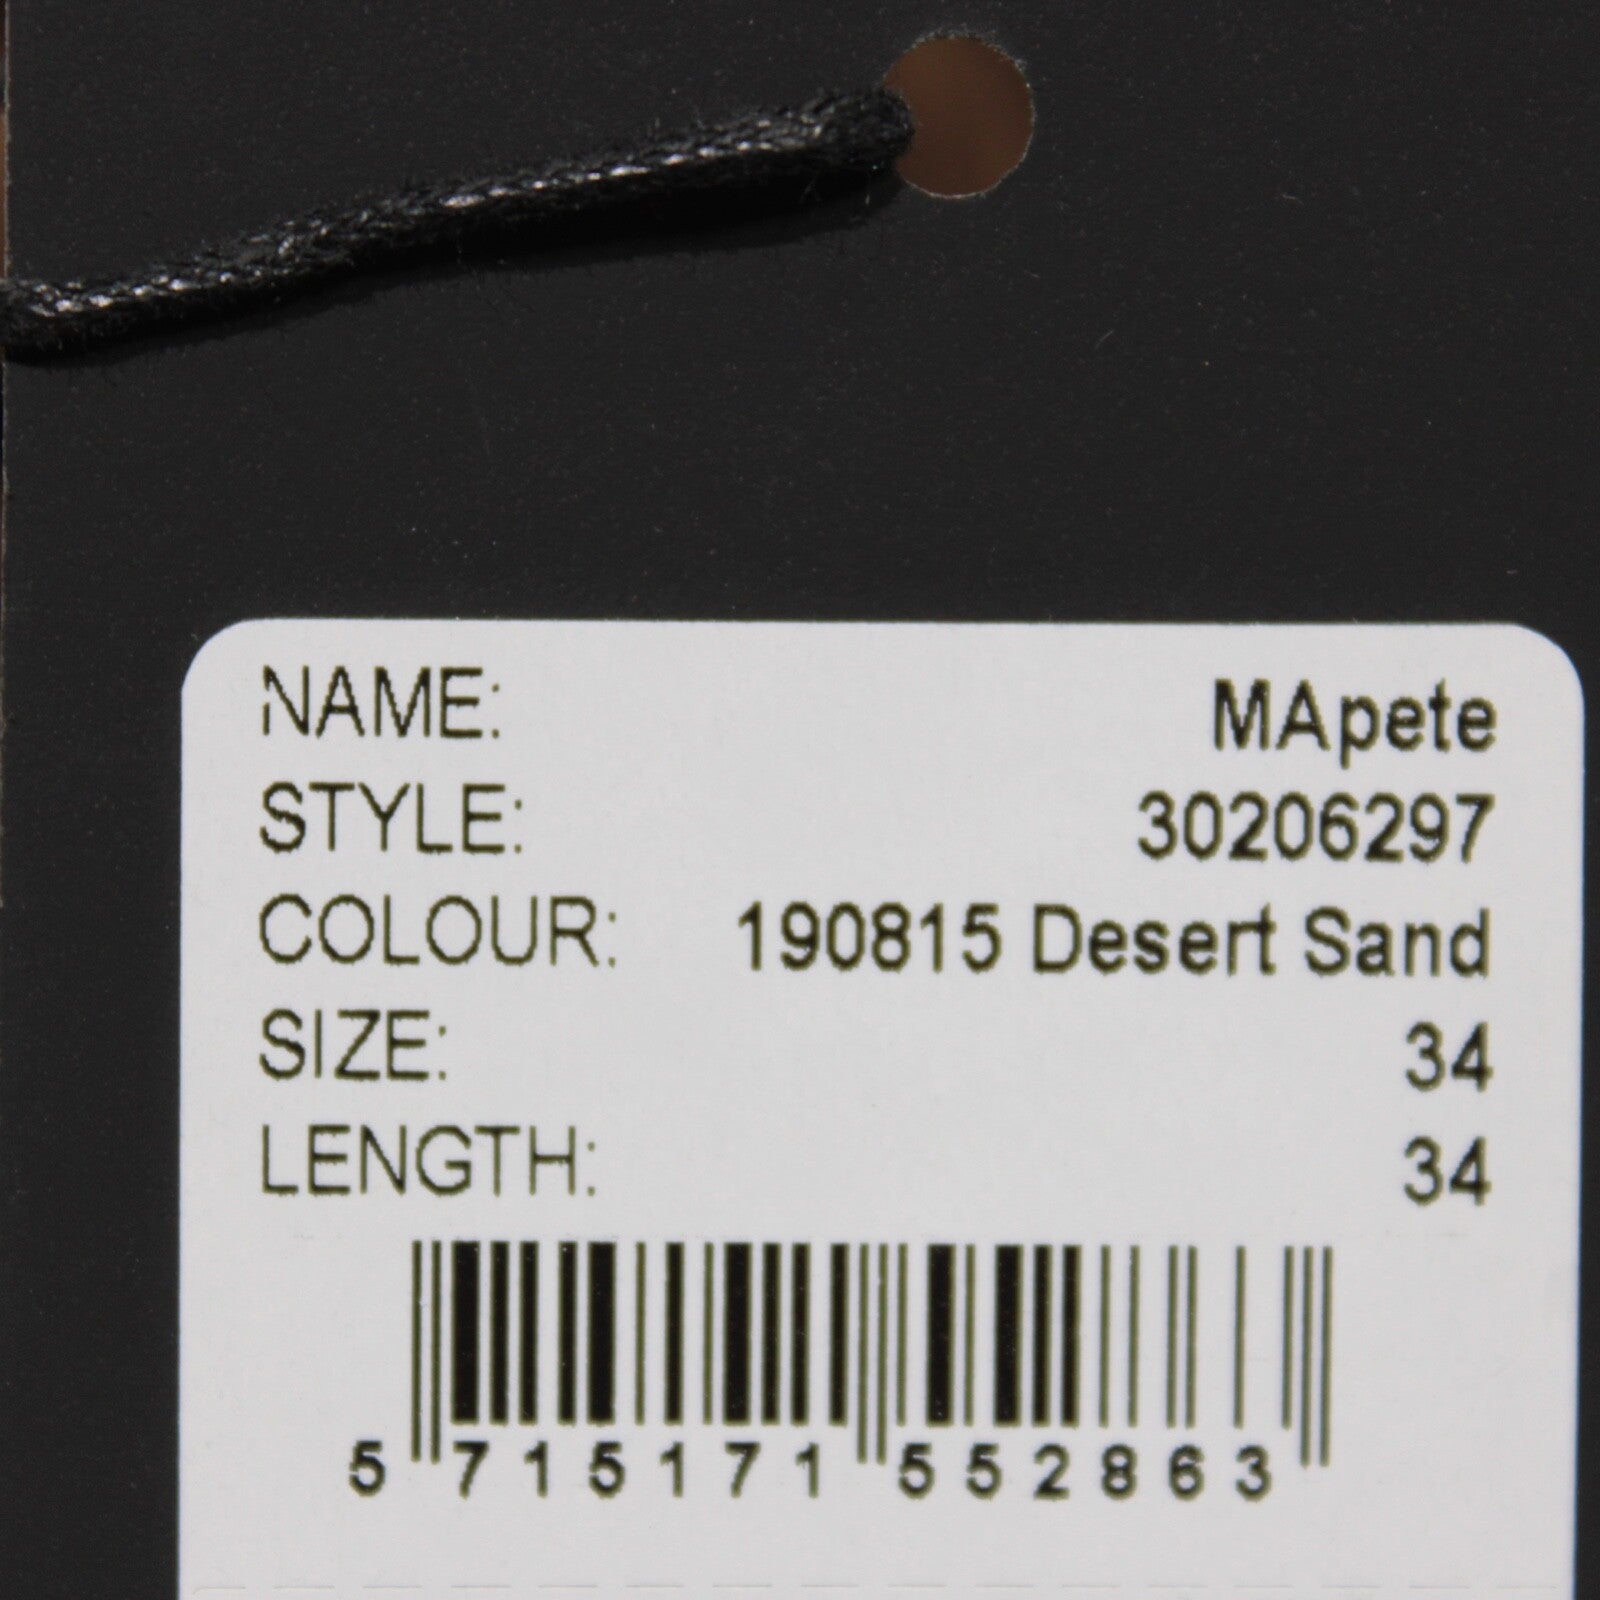 NAME: MApete
STYLE: 30206297
COLOUR: 190815 Desert Sand
SIZE: 34
LENGTH: 34
5 715171 552863